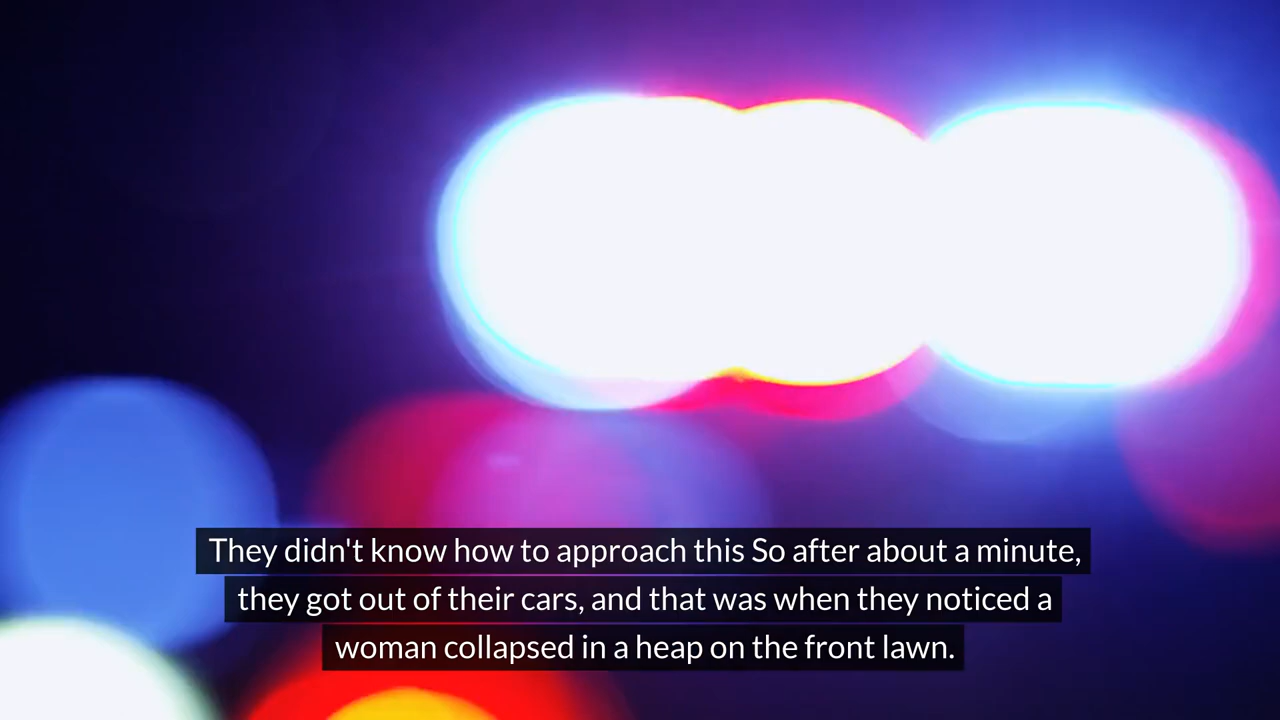 They didn't know how to approach this So after about a minute,
they got out of their cars, and that was when they noticed a
woman collapsed in a heap on the front lawn.